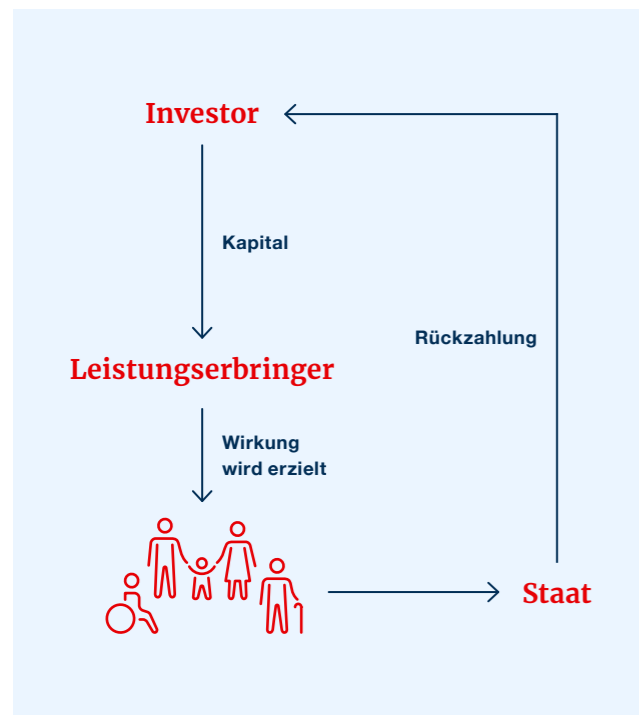 Investor
Kapital
Rückzahlung
Leistungserbringer
Wirkung
wird erzielt
Staat